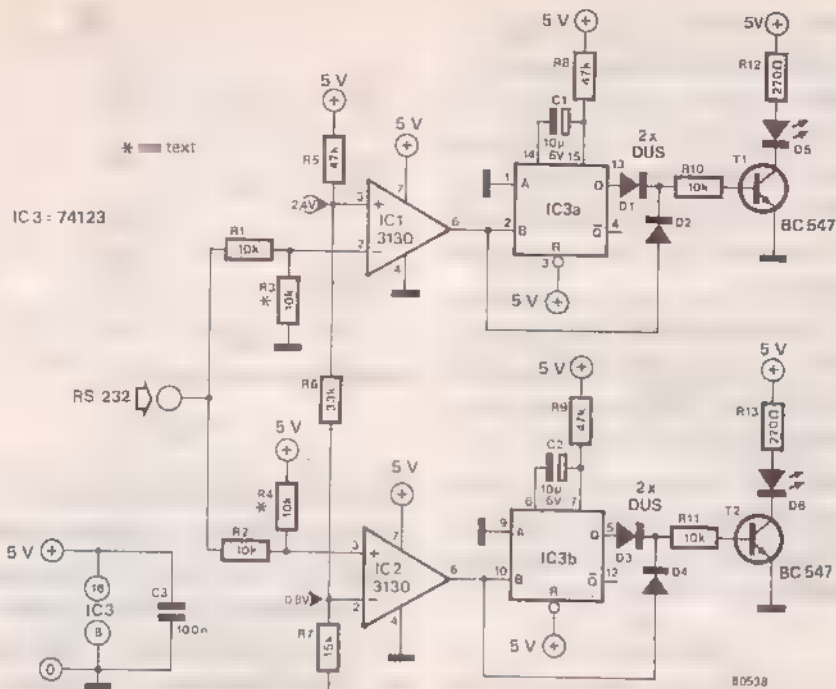 5 V
R8
47k
C1
10µ
6V
14
15
5V
R12
270Ω
D5
* text
5 V
R5
47k
5 V
2,4V
3
+
7
IC1
3130
6
2
−
4
1
A
2
B
IC3a
Q
13
Q
4
R
3
5 V
2x
DUS
D1
D2
R10
10k
T1
BC547
IC3 = 74123
R1
10k
R3
*
10k
RS 232
R6
33k
5 V
R4
*
10k
R2
10k
5 V
IC2
3130
3
+
7
6
2
−
4
0,8V
R7
15k
5 V
R9
47k
C2
10µ
6V
6
7
9
A
10
B
IC3b
Q
5
Q
12
R
5 V
2x
DUS
D3
D4
R11
10k
5 V
R13
270Ω
D6
T2
BC547
5 V
16
IC3
8
C3
100n
0
80538